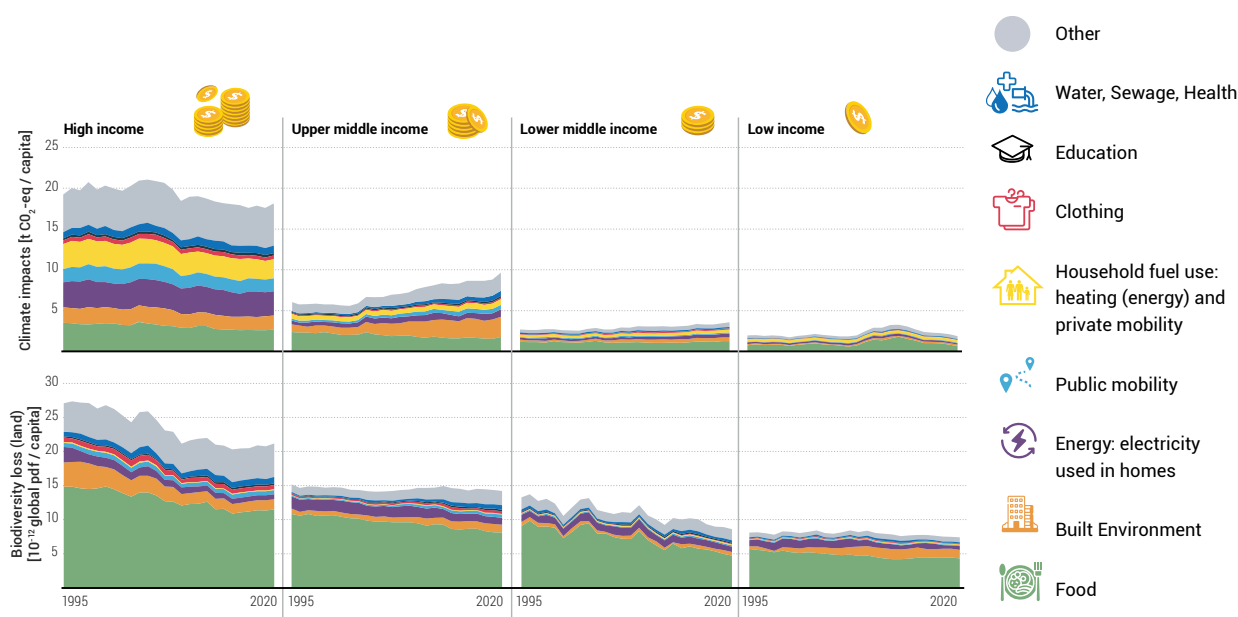 High income
Upper middle income
Lower middle income
Low income
Climate impacts [t CO₂-eq / capita]
25
20
15
10
5
Biodiversity loss (land)
[10⁻¹² global pdf / capita]
30
25
20
15
10
5
1995
2020
1995
2020
1995
2020
1995
2020
Other
Water, Sewage, Health
Education
Clothing
Household fuel use:
heating (energy) and
private mobility
Public mobility
Energy: electricity
used in homes
Built Environment
Food